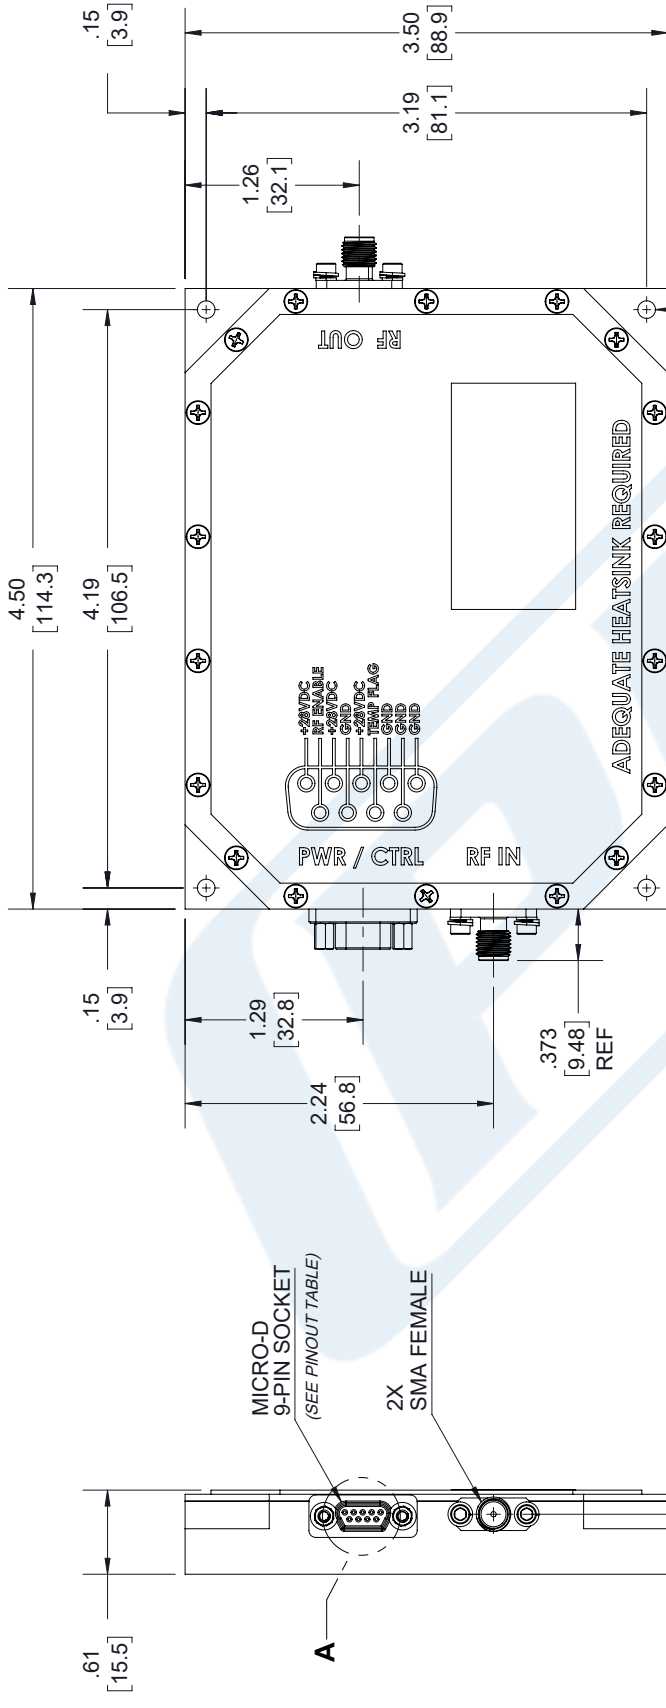 .15
[3.9]
3.50
[88.9]
3.19
[81.1]
1.26
[32.1]
4.50
[114.3]
4.19
[106.5]
RF OUT
+28VDC
RF ENABLE
+28VDC
GND
+28VDC
TEMP FLAG
GND
GND
GND
ADEQUATE HEATSINK REQUIRED
PWR / CTRL
RF IN
.15
[3.9]
1.29
[32.8]
2.24
[56.8]
.373
[9.48]
REF
MICRO-D
9-PIN SOCKET
(SEE PINOUT TABLE)
2X
SMA FEMALE
A
.61
[15.5]